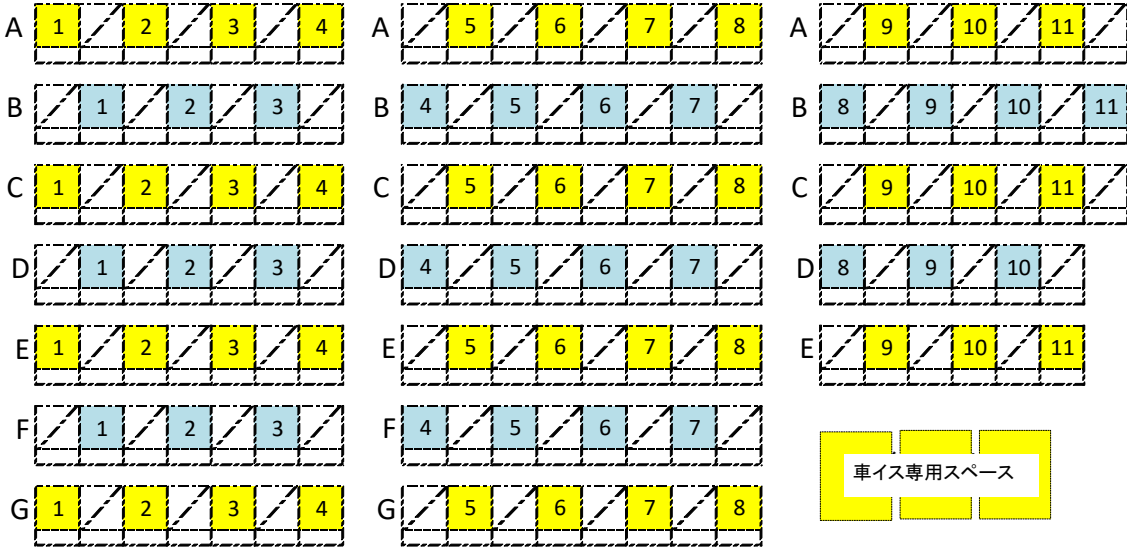 A 1 2 3 4 A 5 6 7 8 A 9 10 11
B 1 2 3 B 4 5 6 7 B 8 9 10 11
C 1 2 3 4 C 5 6 7 8 C 9 10 11
D 1 2 3 D 4 5 6 7 D 8 9 10
E 1 2 3 4 E 5 6 7 8 E 9 10 11
F 1 2 3 F 4 5 6 7
車イス専用スペース
G 1 2 3 4 G 5 6 7 8